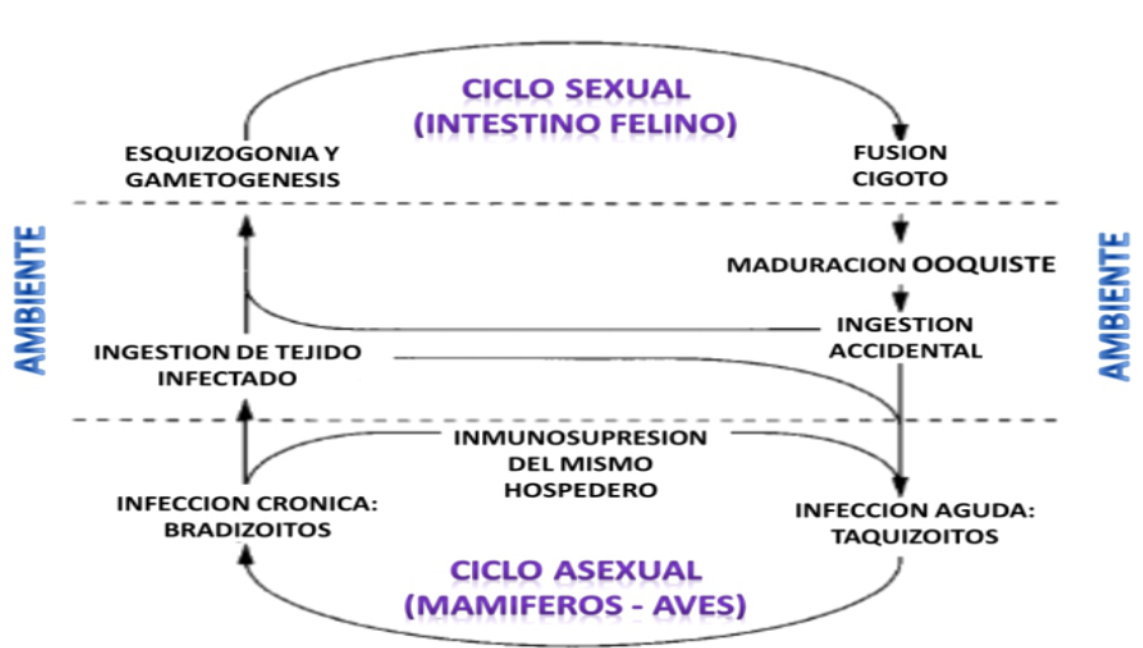 CICLO SEXUAL
(INTESTINO FELINO)
ESQUIZOGONIA Y
GAMETOGENESIS
FUSION
CIGOTO
AMBIENTE
AMBIENTE
MADURACION OOQUISTE
INGESTION
ACCIDENTAL
INGESTION DE TEJIDO
INFECTADO
INMUNOSUPRESION
DEL MISMO
HOSPEDERO
INFECCION CRONICA:
BRADIZOITOS
INFECCION AGUDA:
TAQUIZOITOS
CICLO ASEXUAL
(MAMIFEROS - AVES)